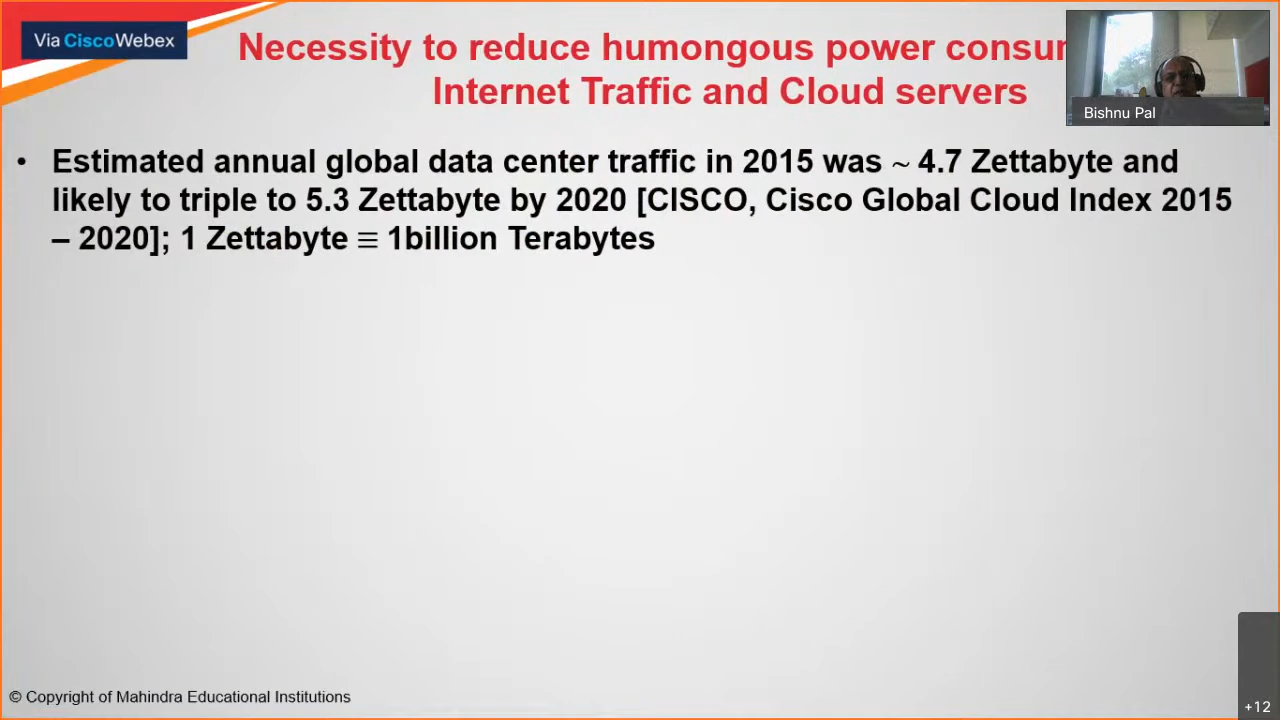 Via CiscoWebex
Necessity to reduce humongous power
Internet Traffic and Cloud servers
Bishnu Pal
• Estimated annual global data center traffic in 2015 was ~ 4.7 Zettabyte and
likely to triple to 5.3 Zettabyte by 2020 [CISCO, Cisco Global Cloud Index 2015
– 2020]; 1 Zettabyte ≡ 1billion Terabytes
© Copyright of Mahindra Educational Institutions
+12